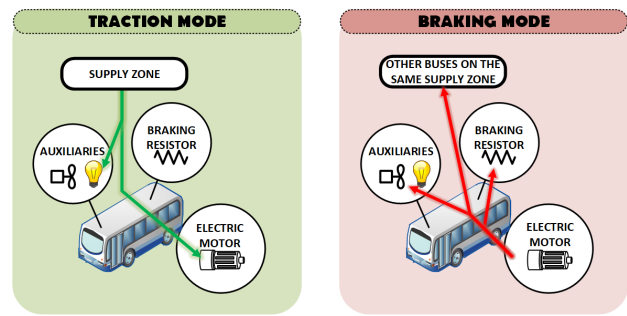 TRACTION MODE
SUPPLY ZONE
AUXILIARIES
BRAKING
RESISTOR
ELECTRIC
MOTOR
BRAKING MODE
OTHER BUSES ON THE
SAME SUPPLY ZONE
AUXILIARIES
BRAKING
RESISTOR
ELECTRIC
MOTOR